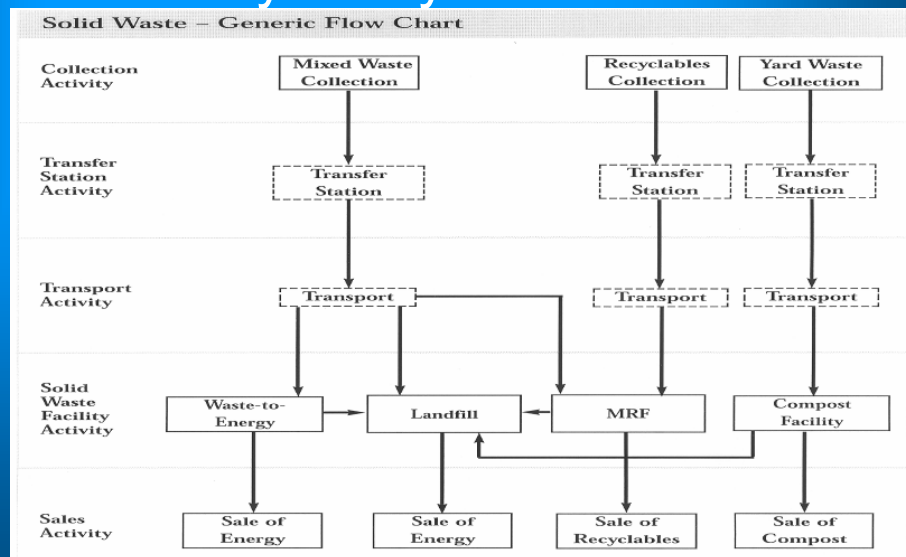 Solid Waste – Generic Flow Chart
Collection
Activity
Mixed Waste
Collection
Recyclables
Collection
Yard Waste
Collection
Transfer
Station
Activity
Transfer
Station
Transfer
Station
Transfer
Station
Transport
Activity
Transport
Transport
Transport
Solid
Waste
Facility
Activity
Waste-to-
Energy
Landfill
MRF
Compost
Facility
Sales
Activity
Sale of
Energy
Sale of
Energy
Sale of
Recyclables
Sale of
Compost